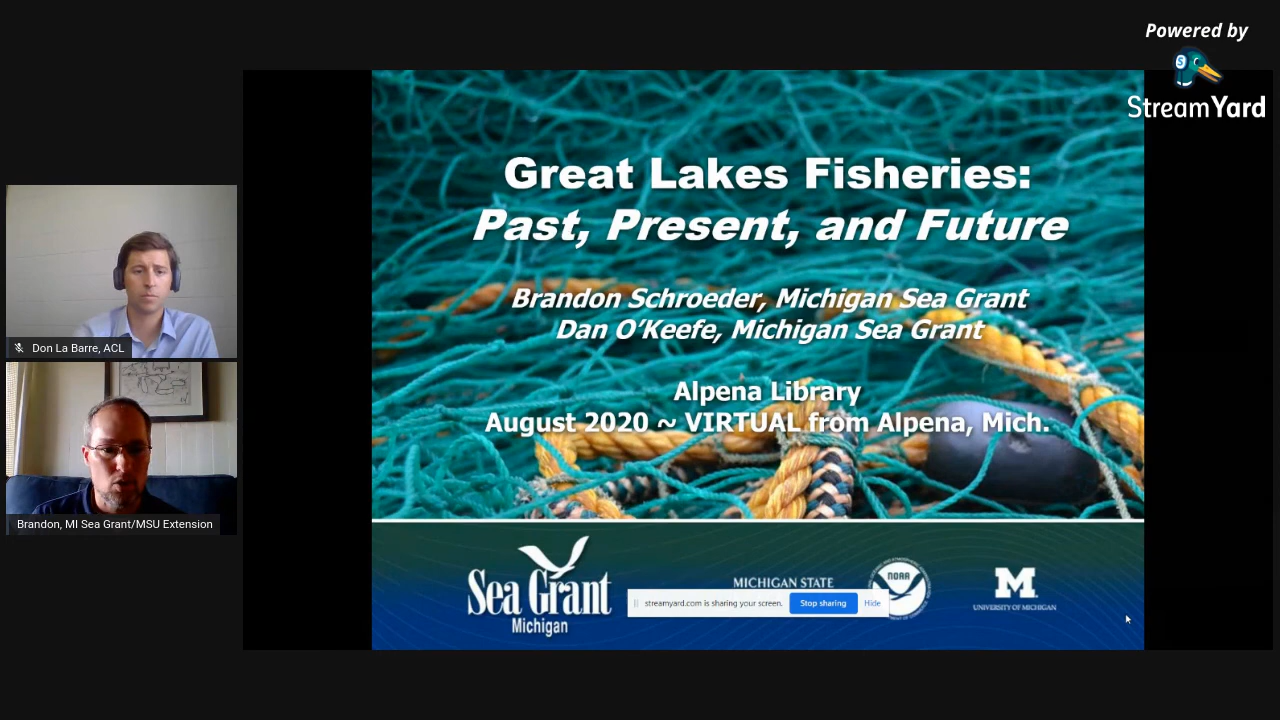 Powered by
StreamYard
Great Lakes Fisheries:
Past, Present, and Future
Brandon Schroeder, Michigan Sea Grant
Dan O’Keefe, Michigan Sea Grant
Alpena Library
August 2020 ~ VIRTUAL from Alpena, Mich.
Don La Barre, ACL
Brandon, MI Sea Grant/MSU Extension
Sea Grant
Michigan
MICHIGAN STATE
streamyard.com is sharing your screen.
Stop sharing
Hide
NOAA
M
UNIVERSITY OF MICHIGAN